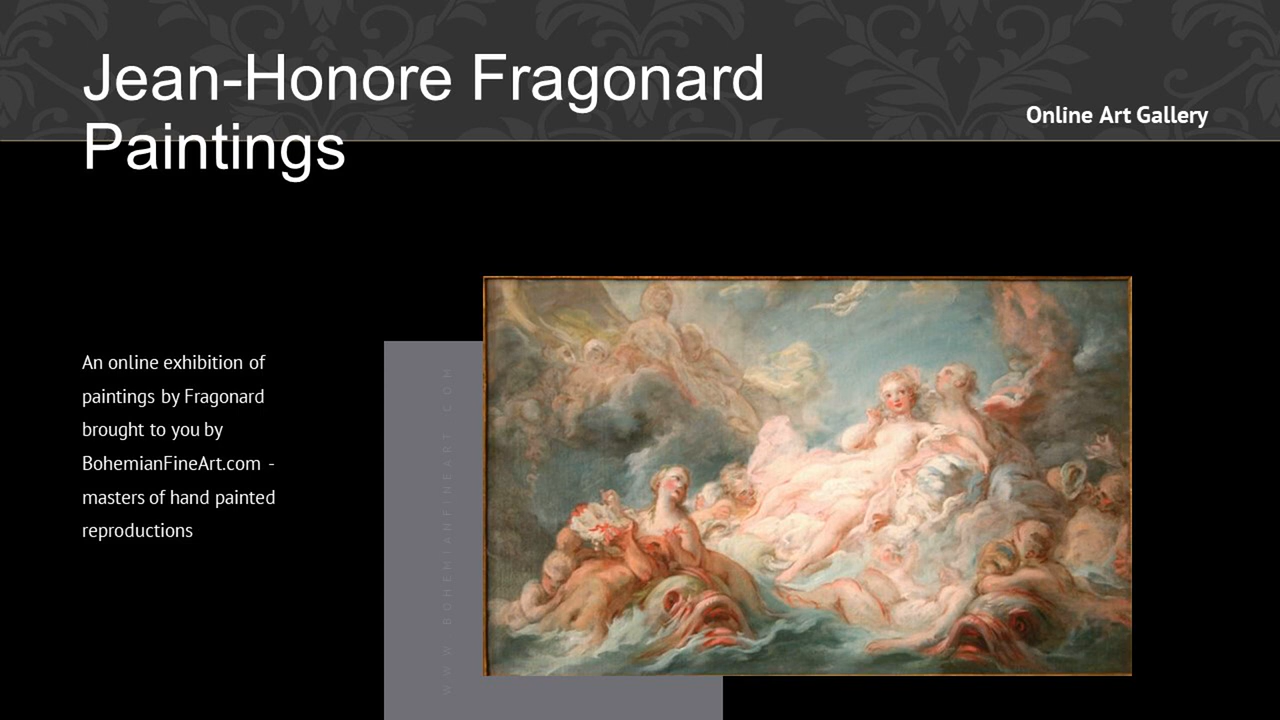 Jean-Honore Fragonard
Paintings
Online Art Gallery
An online exhibition of
paintings by Fragonard
brought to you by
BohemianFineArt.com -
masters of hand painted
reproductions
WWW BOHEMIANFINEART COM